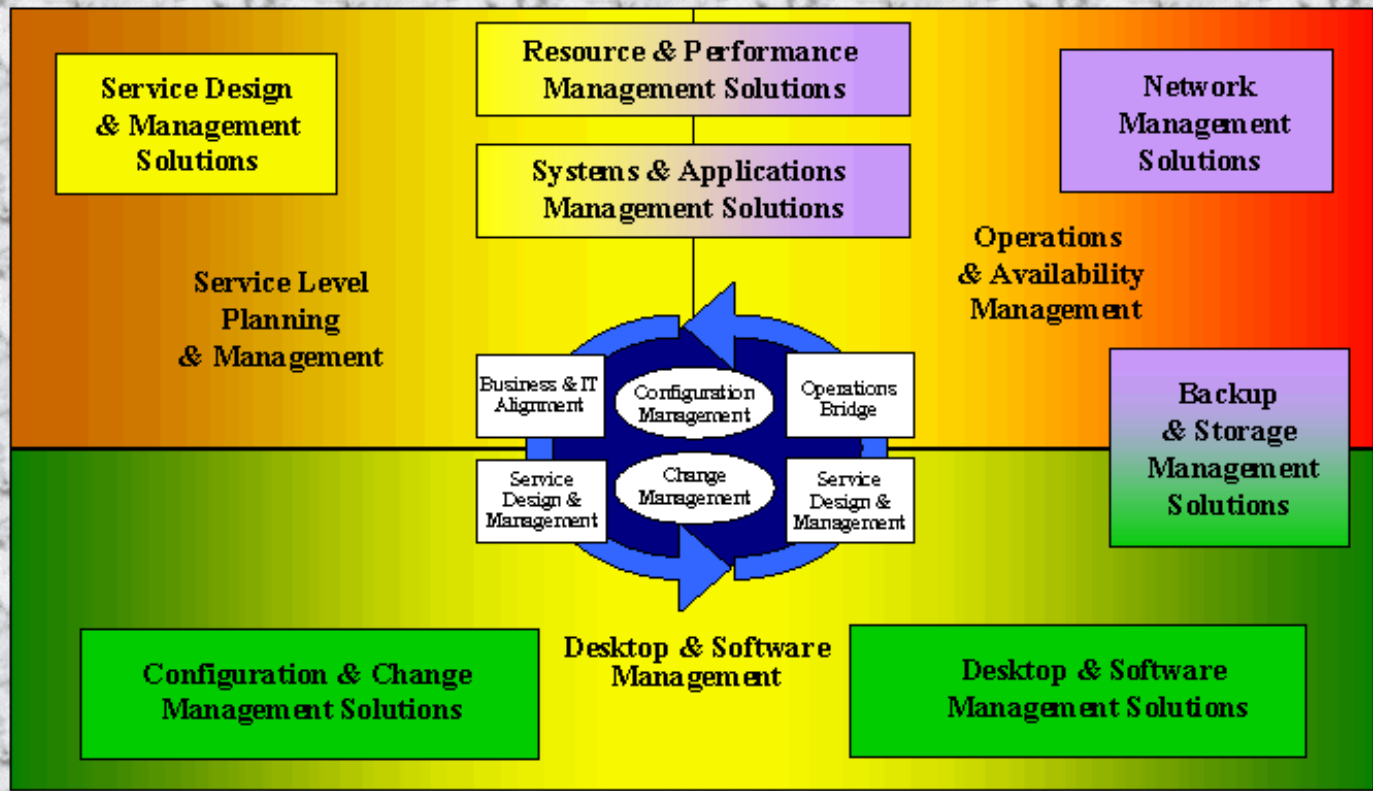 Service Design
& Management
Solutions
Resource & Performance
Management Solutions
Network
Management
Solutions
Systems & Applications
Management Solutions
Service Level
Planning
& Management
Operations
& Availability
Management
Business & IT
Alignment
Configuration
Management
Operations
Bridge
Service
Design &
Management
Change
Management
Service
Design &
Management
Backup
& Storage
Management
Solutions
Configuration & Change
Management Solutions
Desktop & Software
Management
Desktop & Software
Management Solutions